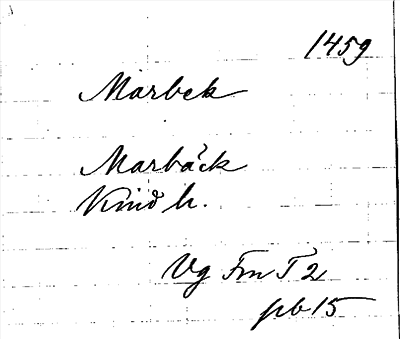 1459
Marbek
Marbäck
Kind h.
Vg Fm T 2
pb 15